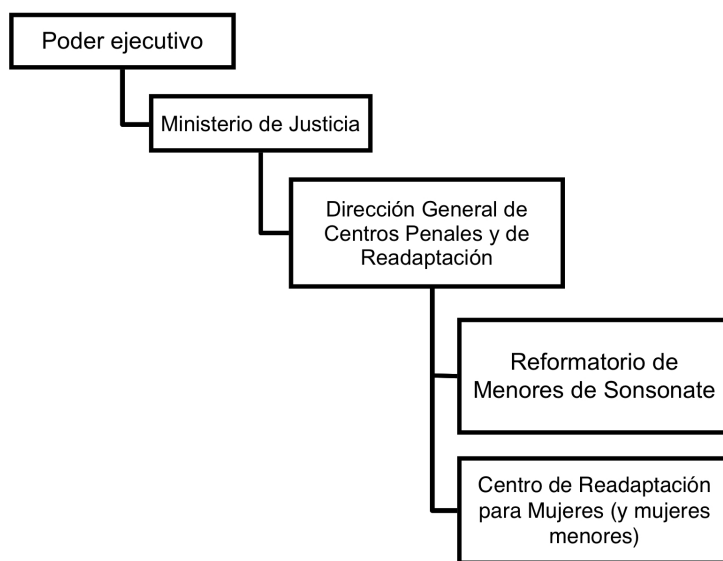 Poder ejecutivo
Ministerio de Justicia
Dirección General de
Centros Penales y de
Readaptación
Reformatorio de
Menores de Sonsonate
Centro de Readaptación
para Mujeres (y mujeres
menores)